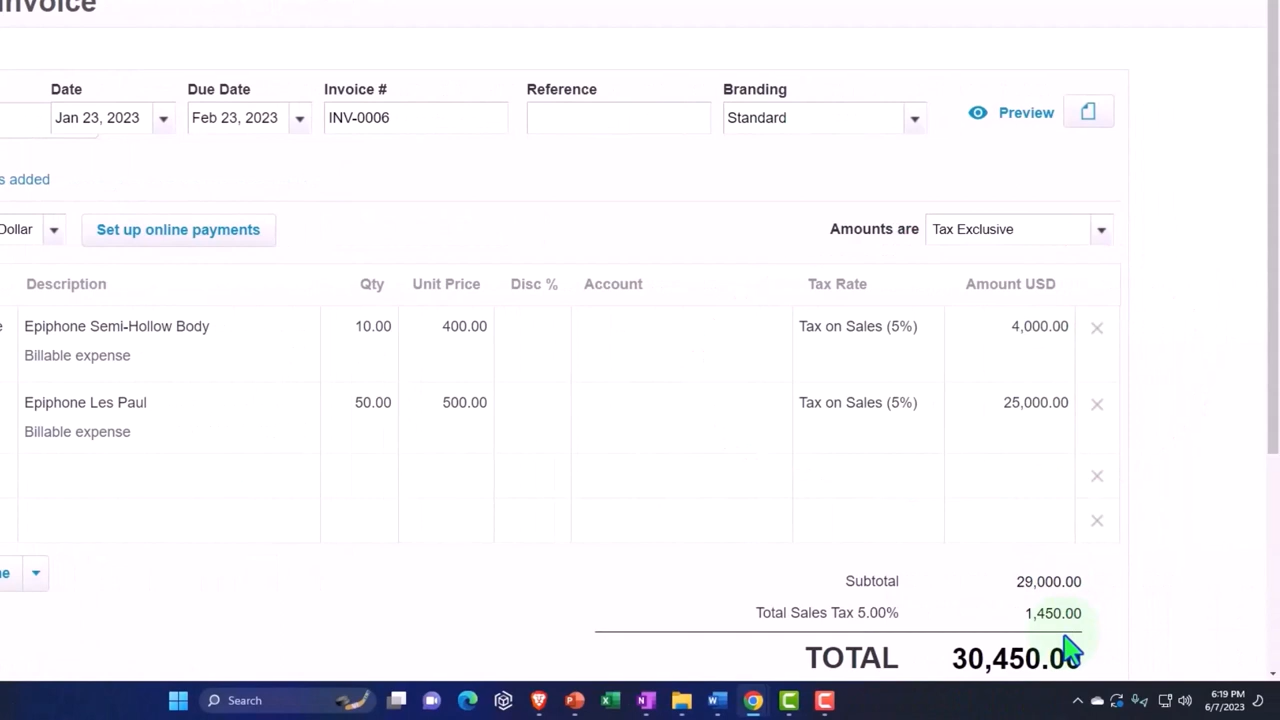 Invoice
Date
Due Date
Invoice #
Reference
Branding
Jan 23, 2023
Feb 23, 2023
INV-0006
Standard
Preview
s added
Dollar
Set up online payments
Amounts are
Tax Exclusive
Description
Qty
Unit Price
Disc %
Account
Tax Rate
Amount USD
e
Epiphone Semi-Hollow Body
10.00
400.00
Tax on Sales (5%)
4,000.00
Billable expense
Epiphone Les Paul
50.00
500.00
Tax on Sales (5%)
25,000.00
Billable expense
ne
Subtotal
29,000.00
Total Sales Tax 5.00%
1,450.00
TOTAL
30,450.00
Search
6:19 PM
6/7/2023